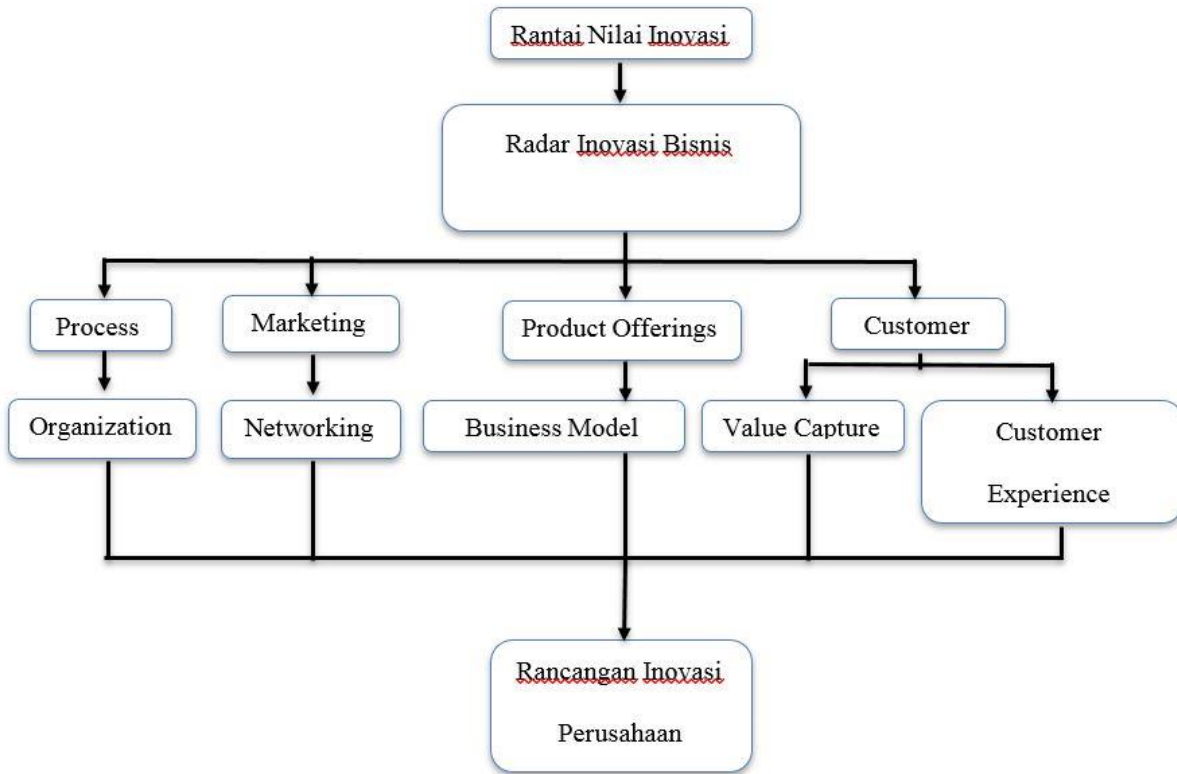 Rantai Nilai Inovasi
Radar Inovasi Bisnis
Process
Marketing
Product Offerings
Customer
Organization
Networking
Business Model
Value Capture
Customer
Experience
Rancangan Inovasi
Perusahaan